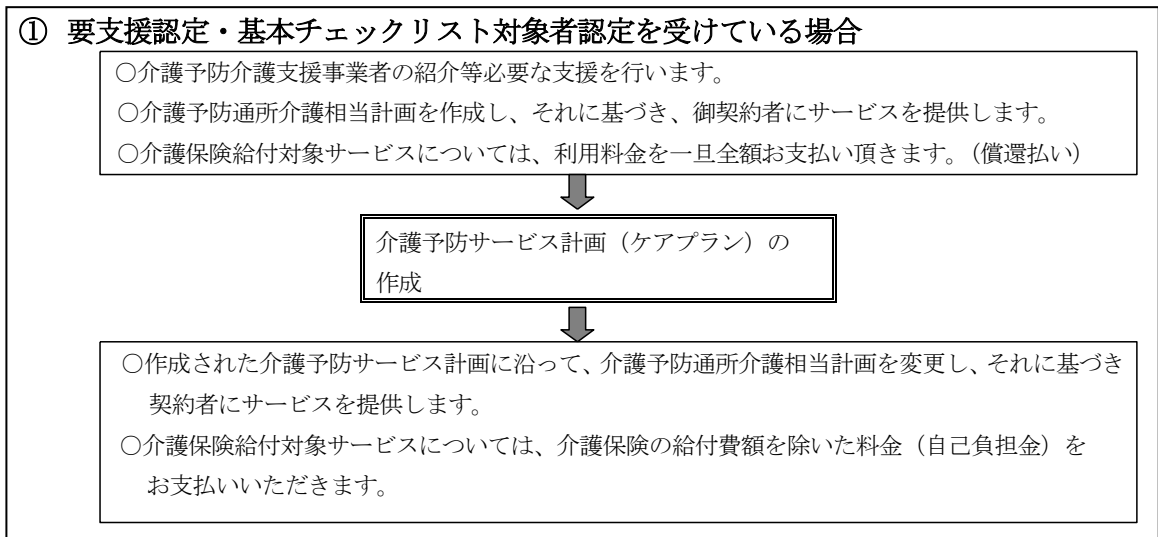 ① 要支援認定・基本チェックリスト対象者認定を受けている場合
○介護予防介護支援事業者の紹介等必要な支援を行います。
○介護予防通所介護相当計画を作成し、それに基づき、御契約者にサービスを提供します。
○介護保険給付対象サービスについては、利用料金を一旦全額お支払い頂きます。（償還払い）
介護予防サービス計画（ケアプラン）の
作成
○作成された介護予防サービス計画に沿って、介護予防通所介護相当計画を変更し、それに基づき
契約者にサービスを提供します。
○介護保険給付対象サービスについては、介護保険の給付費額を除いた料金（自己負担金）を
お支払いいただきます。